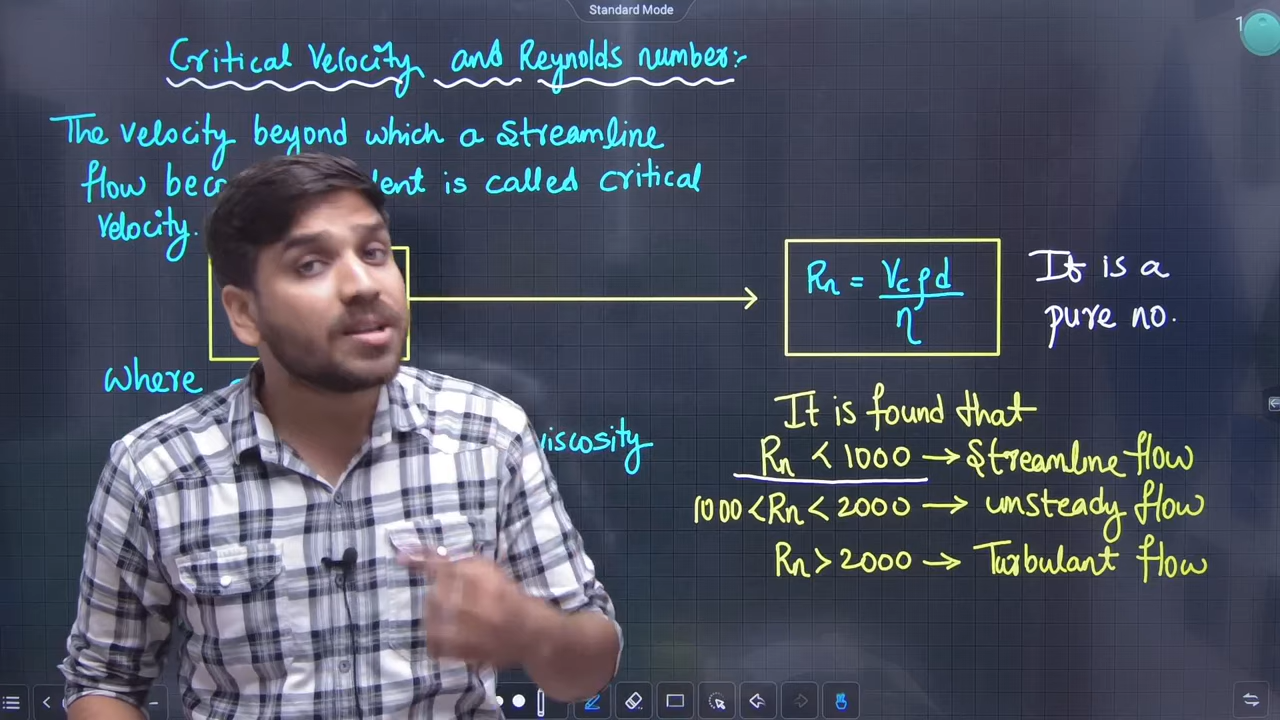 Standard Mode
1
Critical Velocity and Reynolds number:-
The velocity beyond which a streamline
flow is called critical
velocity.
Rn = Vcρd / η
It is a
pure no.
where
viscosity
It is found that
Rn < 1000 → Streamline flow
1000 < Rn < 2000 → unsteady flow
Rn > 2000 → Turbulant flow